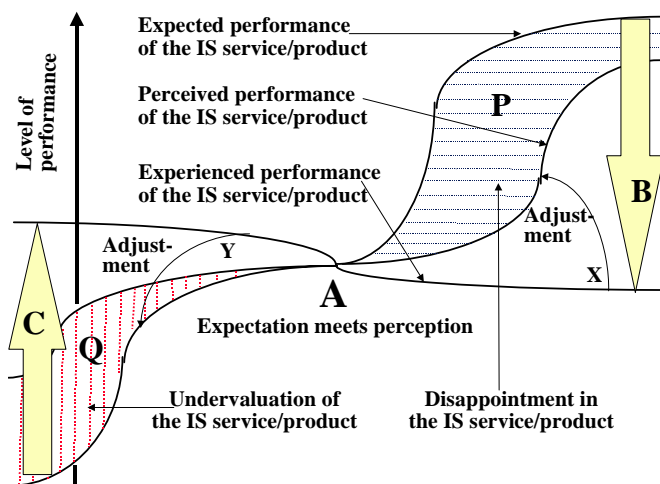 Expected performance
of the IS service/product
Level of
performance
Perceived performance
of the IS service/product
P
Experienced performance
of the IS service/product
B
Adjust-
ment
Adjust-
ment
Y
X
A
C
Expectation meets perception
Q
Undervaluation of
the IS service/product
Disappointment in
the IS service/product